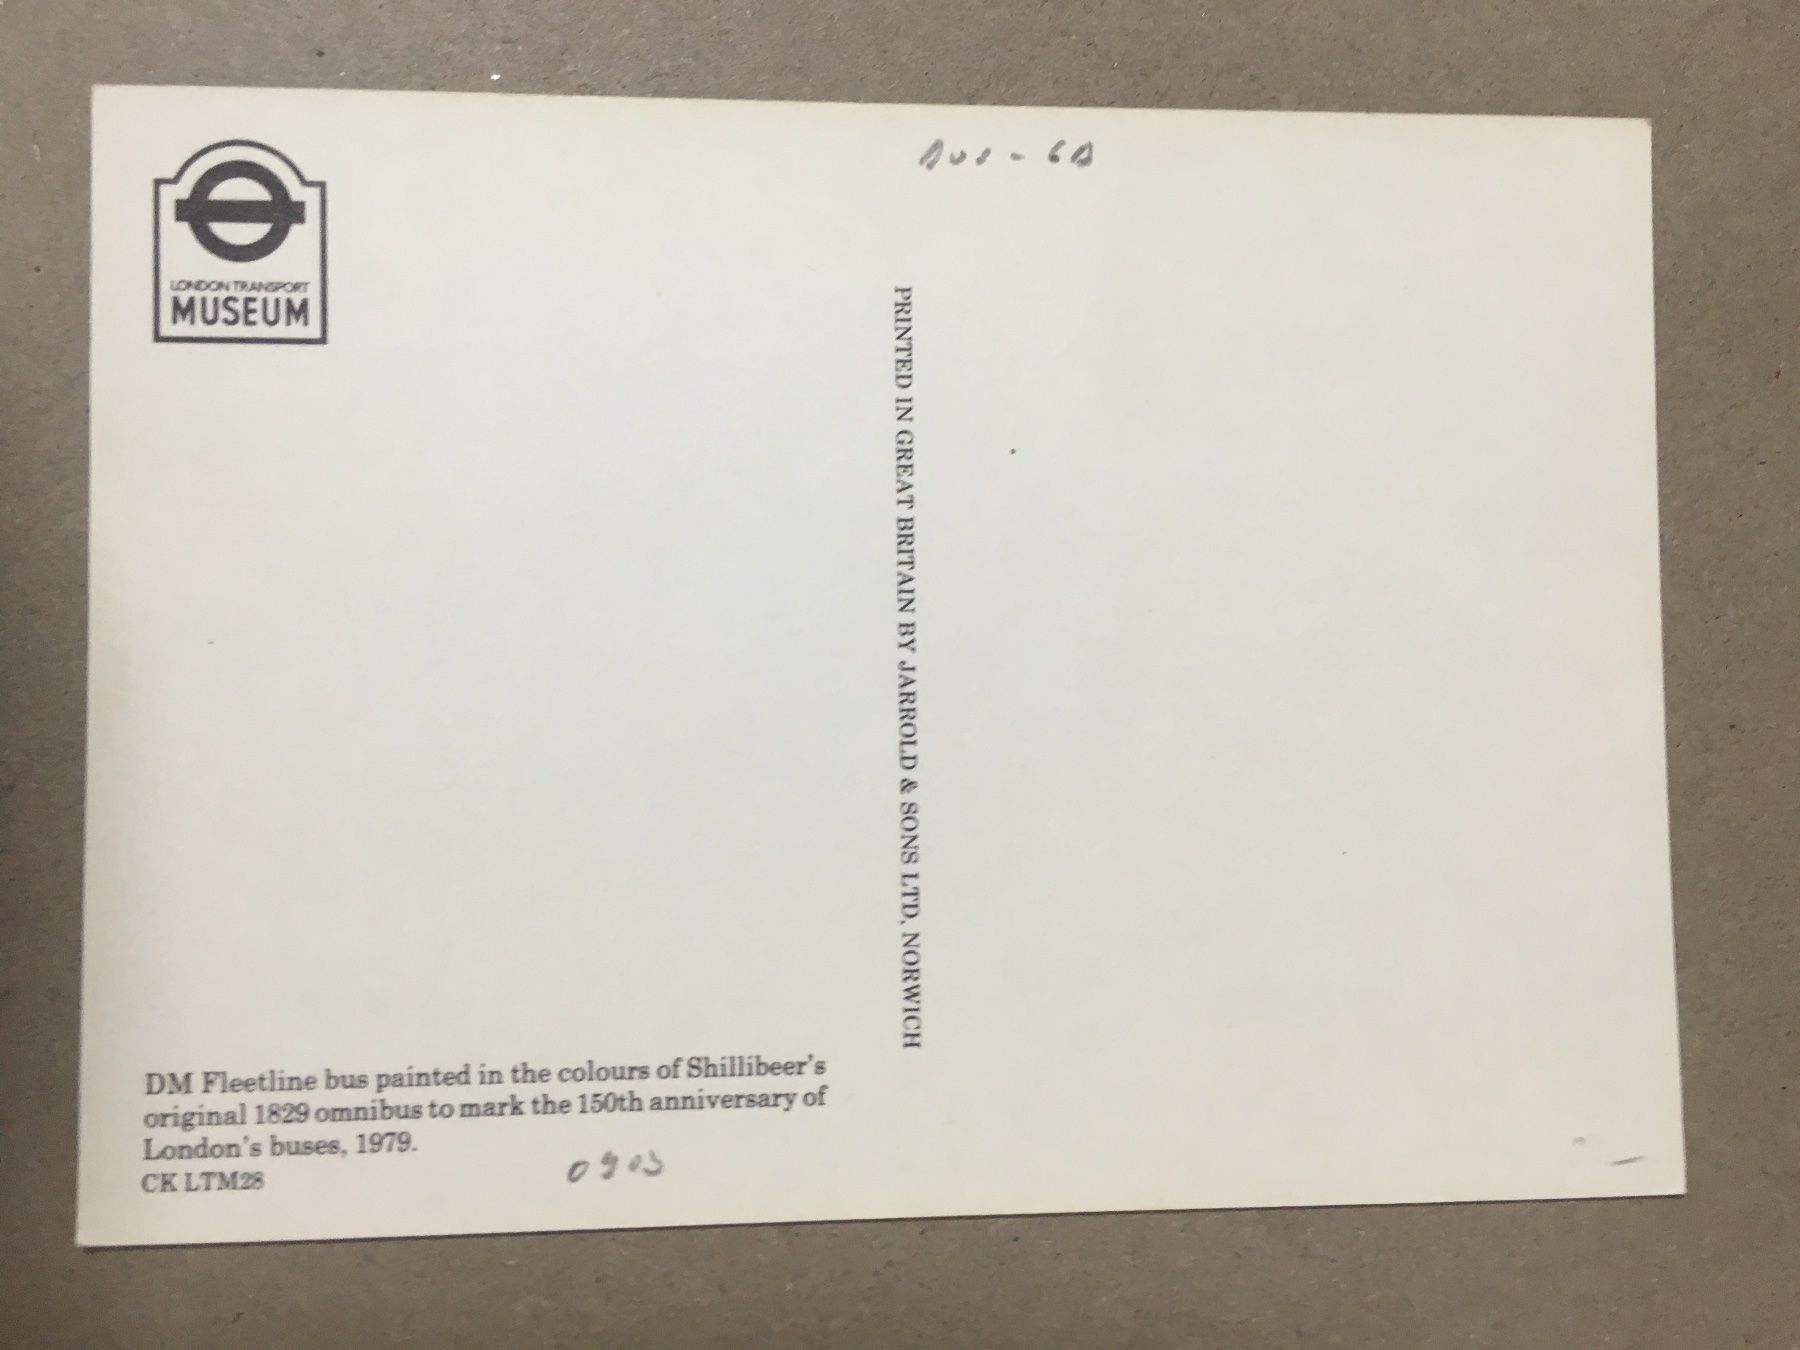 LONDON TRANSPORT
MUSEUM
PRINTED IN GREAT BRITAIN BY JARROLD & SONS LTD, NORWICH
DM Fleetline bus painted in the colours of Shillibeer's
original 1829 omnibus to mark the 150th anniversary of
London's buses, 1979.
CK LTM28